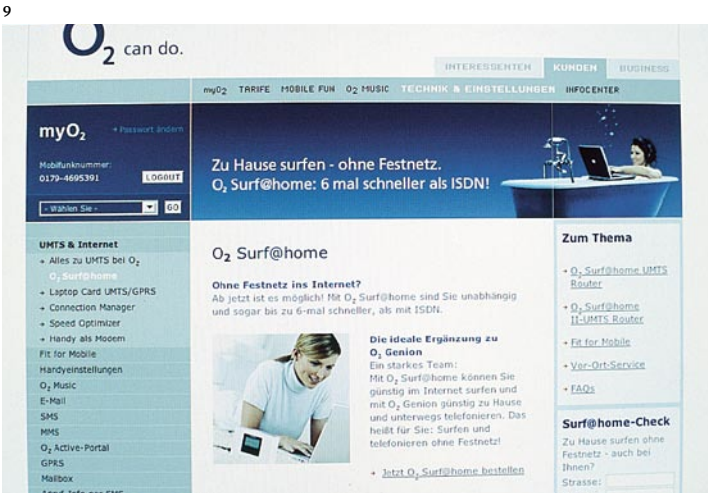 9
O2 can do.
INTERESSENTEN KUNDEN BUSINESS
myO2 TARIFE MOBILE FUN O2 MUSIC TECHNIK & EINSTELLUNGEN INFOCENTER
myO2
→ Passwort ändern
Mobilfunknummer:
0179-4695391 LOGOUT
- Wählen Sie - GO
Zu Hause surfen - ohne Festnetz.
O2 Surf@home: 6 mal schneller als ISDN!
UMTS & Internet
→ Alles zu UMTS bei O2
O2 Surf@home
→ Laptop Card UMTS/GPRS
→ Connection Manager
→ Speed Optimizer
→ Handy als Modem
Fit for Mobile
Handyeinstellungen
O2 Music
E-Mail
SMS
MMS
O2 Active-Portal
GPRS
Mailbox
O2 Surf@home
Ohne Festnetz ins Internet?
Ab jetzt ist es möglich! Mit O2 Surf@home sind Sie unabhängig
und sogar bis zu 6-mal schneller, als mit ISDN.
Die ideale Ergänzung zu
O2 Genion
Ein starkes Team:
Mit O2 Surf@home können Sie
günstig im Internet surfen und
mit O2 Genion günstig zu Hause
und unterwegs telefonieren. Das
heißt für Sie: Surfen und
telefonieren ohne Festnetz!
→ Jetzt O2 Surf@home bestellen
Zum Thema
→ O2 Surf@home UMTS
Router
→ O2 Surf@home
II-UMTS Router
→ Fit for Mobile
→ Vor-Ort-Service
→ FAQs
Surf@home-Check
Zu Hause surfen ohne
Festnetz - auch bei
Ihnen?
Strasse: